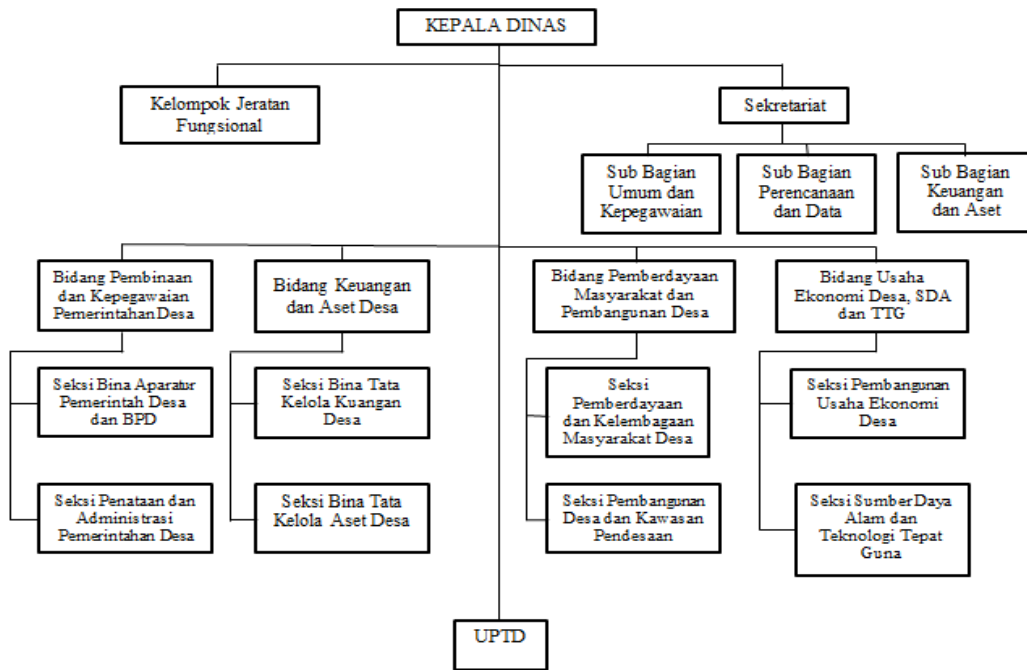 KEPALA DINAS
Kelompok Jeratan
Fungsional
Sekretariat
Sub Bagian
Umum dan
Kepegawaian
Sub Bagian
Perencanaan
dan Data
Sub Bagian
Keuangan
dan Aset
Bidang Pembinaan
dan Kepegawaian
Pemerintahan Desa
Bidang Keuangan
dan Aset Desa
Bidang Pemberdayaan
Masyarakat dan
Pembangunan Desa
Bidang Usaha
Ekonomi Desa, SDA
dan TTG
Seksi Bina Aparatur
Pemerintah Desa
dan BPD
Seksi Bina Tata
Kelola Kuangan
Desa
Seksi
Pemberdayaan
dan Kelembagaan
Masyarakat Desa
Seksi Pembangunan
Usaha Ekonomi
Desa
Seksi Penataan dan
Administrasi
Pemerintahan Desa
Seksi Bina Tata
Kelola Aset Desa
Seksi Pembangunan
Desa dan Kawasan
Pendesaan
Seksi Sumber Daya
Alam dan
Teknologi Tepat
Guna
UPTD